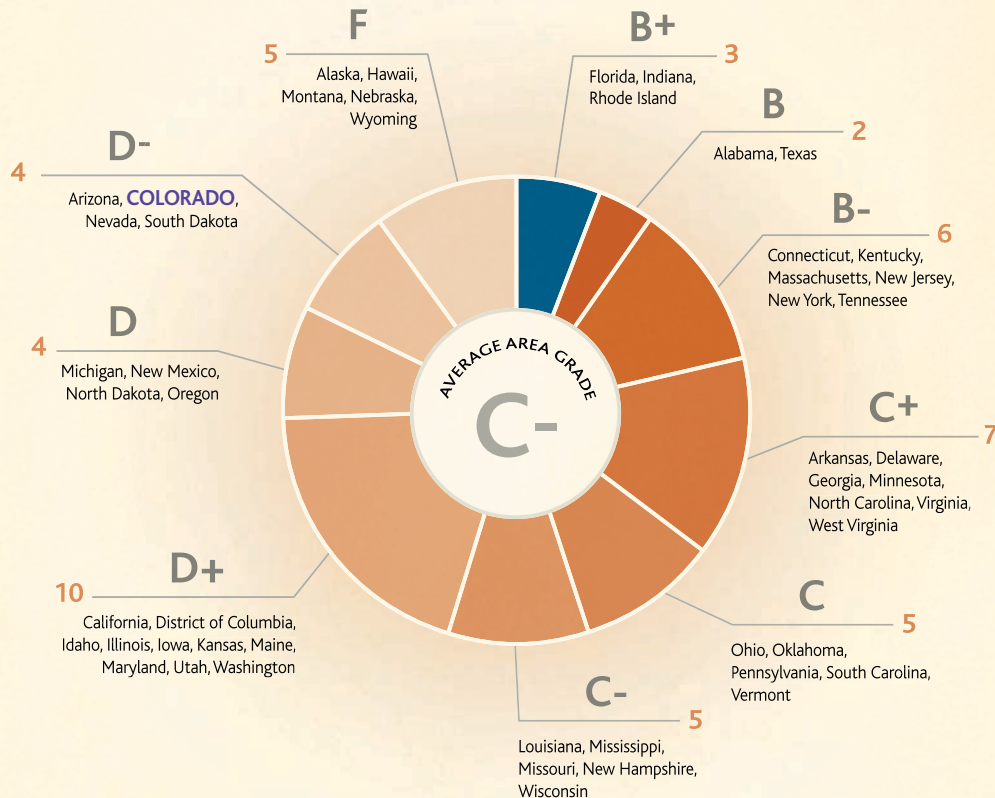 F
5
Alaska, Hawaii,
Montana, Nebraska,
Wyoming
B+
3
Florida, Indiana,
Rhode Island
B
2
Alabama, Texas
B-
6
Connecticut, Kentucky,
Massachusetts, New Jersey,
New York, Tennessee
C+
7
Arkansas, Delaware,
Georgia, Minnesota,
North Carolina, Virginia,
West Virginia
C
5
Ohio, Oklahoma,
Pennsylvania, South Carolina,
Vermont
C-
5
Louisiana, Mississippi,
Missouri, New Hampshire,
Wisconsin
D+
10
California, District of Columbia,
Idaho, Illinois, Iowa, Kansas, Maine,
Maryland, Utah, Washington
D
4
Michigan, New Mexico,
North Dakota, Oregon
D-
4
Arizona, COLORADO,
Nevada, South Dakota
AVERAGE AREA GRADE
C-